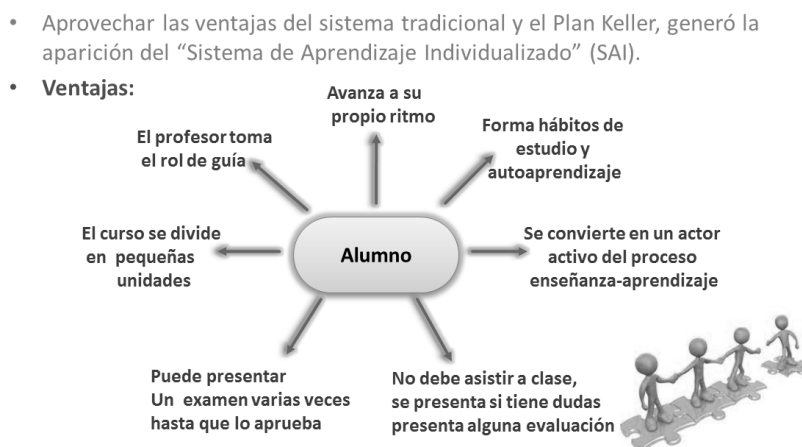 • Aprovechar las ventajas del sistema tradicional y el Plan Keller, generó la
aparición del “Sistema de Aprendizaje Individualizado” (SAI).
• Ventajas:
Avanza a su
propio ritmo
El profesor toma
el rol de guía
Forma hábitos de
estudio y
autoaprendizaje
El curso se divide
en pequeñas
unidades
Alumno
Se convierte en un actor
activo del proceso
enseñanza-aprendizaje
Puede presentar
Un examen varias veces
hasta que lo aprueba
No debe asistir a clase,
se presenta si tiene dudas
presenta alguna evaluación